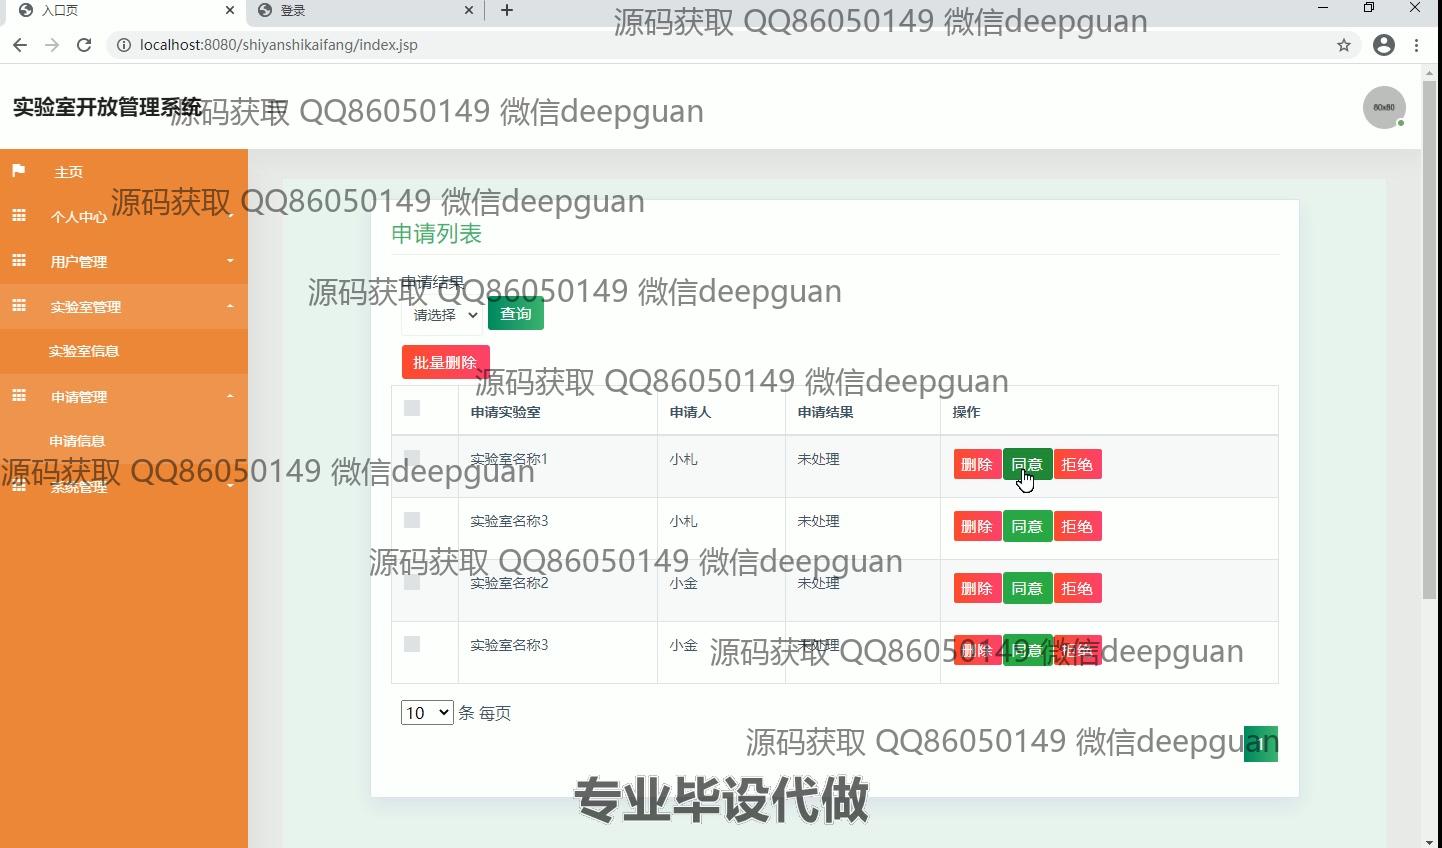 入口页
登录
源码获取 QQ86050149 微信deepguan
localhost:8080/shiyanshikaifang/index.jsp
实验室开放管理系统
源码获取 QQ86050149 微信deepguan
80x80
主页
源码获取 QQ86050149 微信deepguan
个人中心
申请列表
用户管理
申请结果
源码获取 QQ86050149 微信deepguan
实验室管理
请选择 查询
实验室信息
批量删除
源码获取 QQ86050149 微信deepguan
申请管理
申请实验室 申请人 申请结果 操作
申请信息
实验室名称1 小札 未处理 删除 同意 拒绝
源码获取 QQ86050149 微信deepguan
系统管理
实验室名称3 小札 未处理 删除 同意 拒绝
源码获取 QQ86050149 微信deepguan
实验室名称2 小金 未处理 删除 同意 拒绝
实验室名称3 小金 未处理 删除 同意 拒绝
源码获取 QQ86050149 微信deepguan
10 条 每页
源码获取 QQ86050149 微信deepguan
1
专业毕设代做